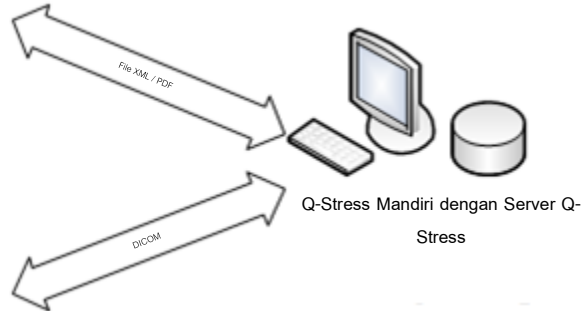 File XML / PDF
Q-Stress Mandiri dengan Server Q-
Stress
DICOM